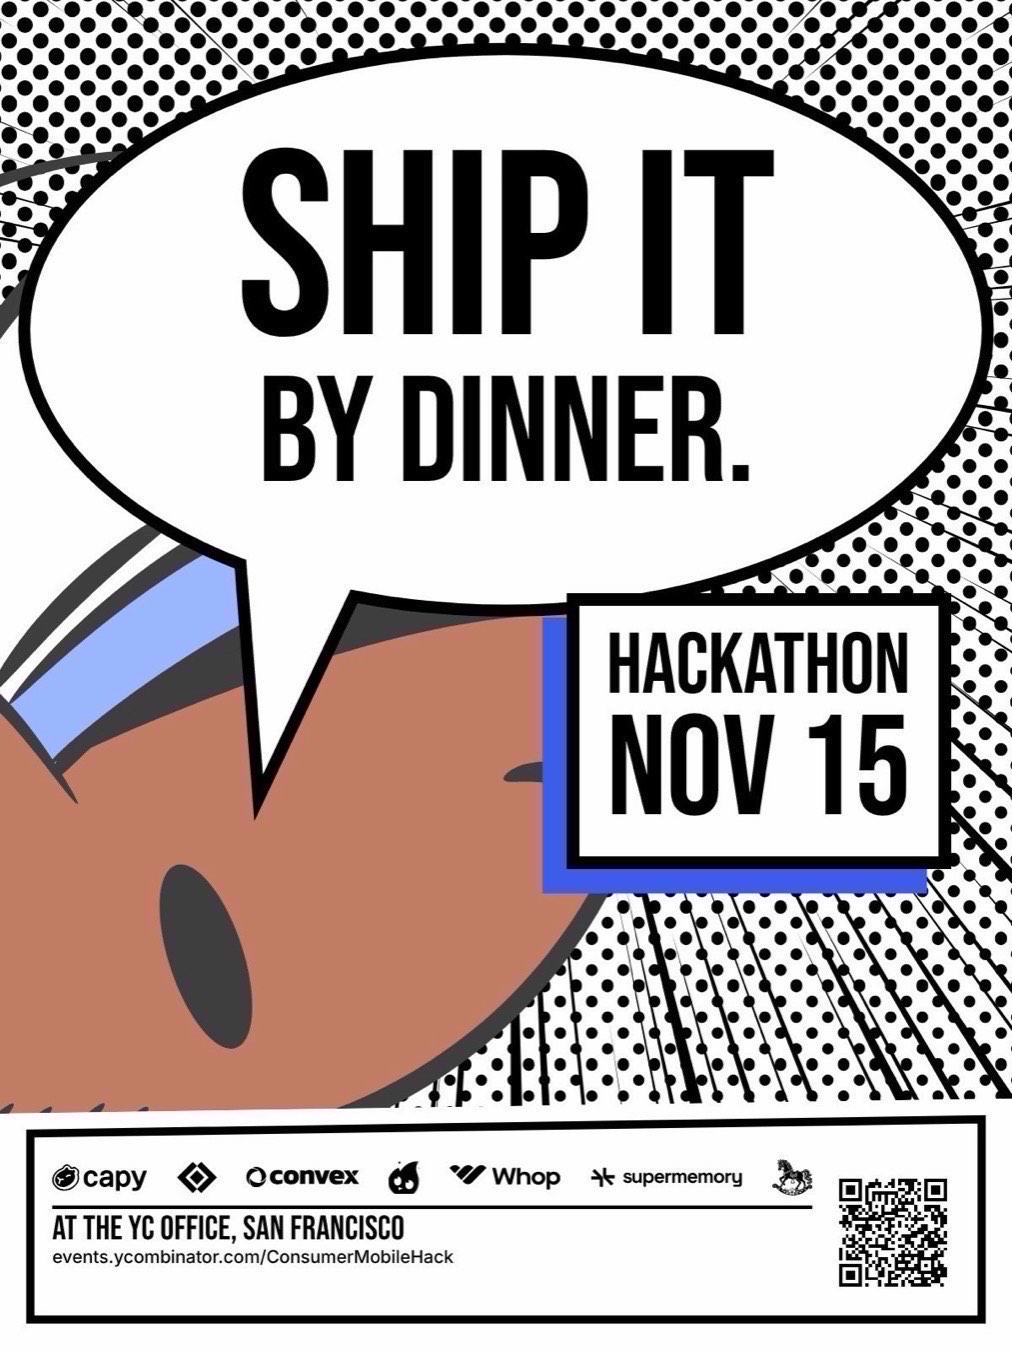 SHIP IT
BY DINNER.
HACKATHON
NOV 15
capy convex Whop supermemory
AT THE YC OFFICE, SAN FRANCISCO
events.ycombinator.com/ConsumerMobileHack